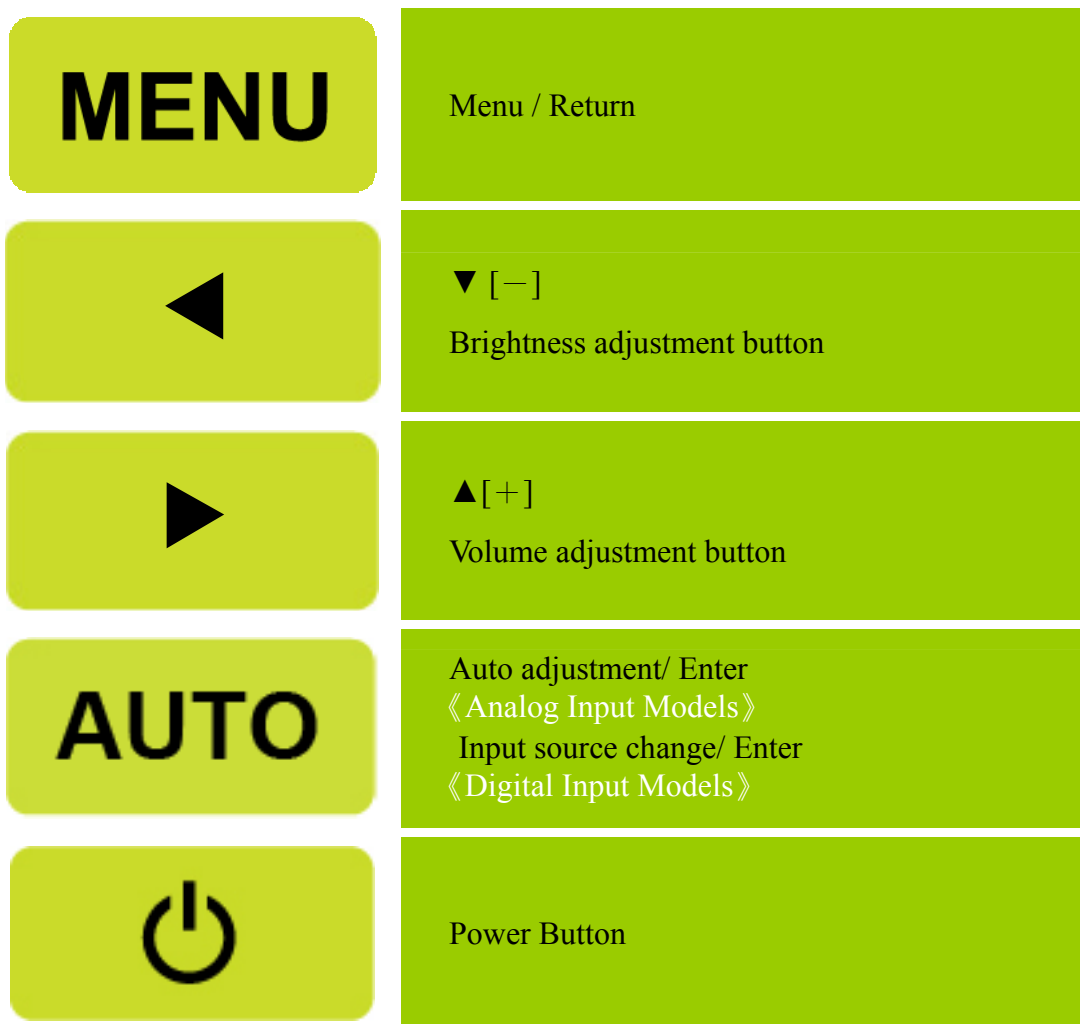 MENU
Menu / Return
◀
▼ [－]
Brightness adjustment button
▶
▲[＋]
Volume adjustment button
AUTO
Auto adjustment/ Enter
《Analog Input Models》
Input source change/ Enter
《Digital Input Models》
Power Button